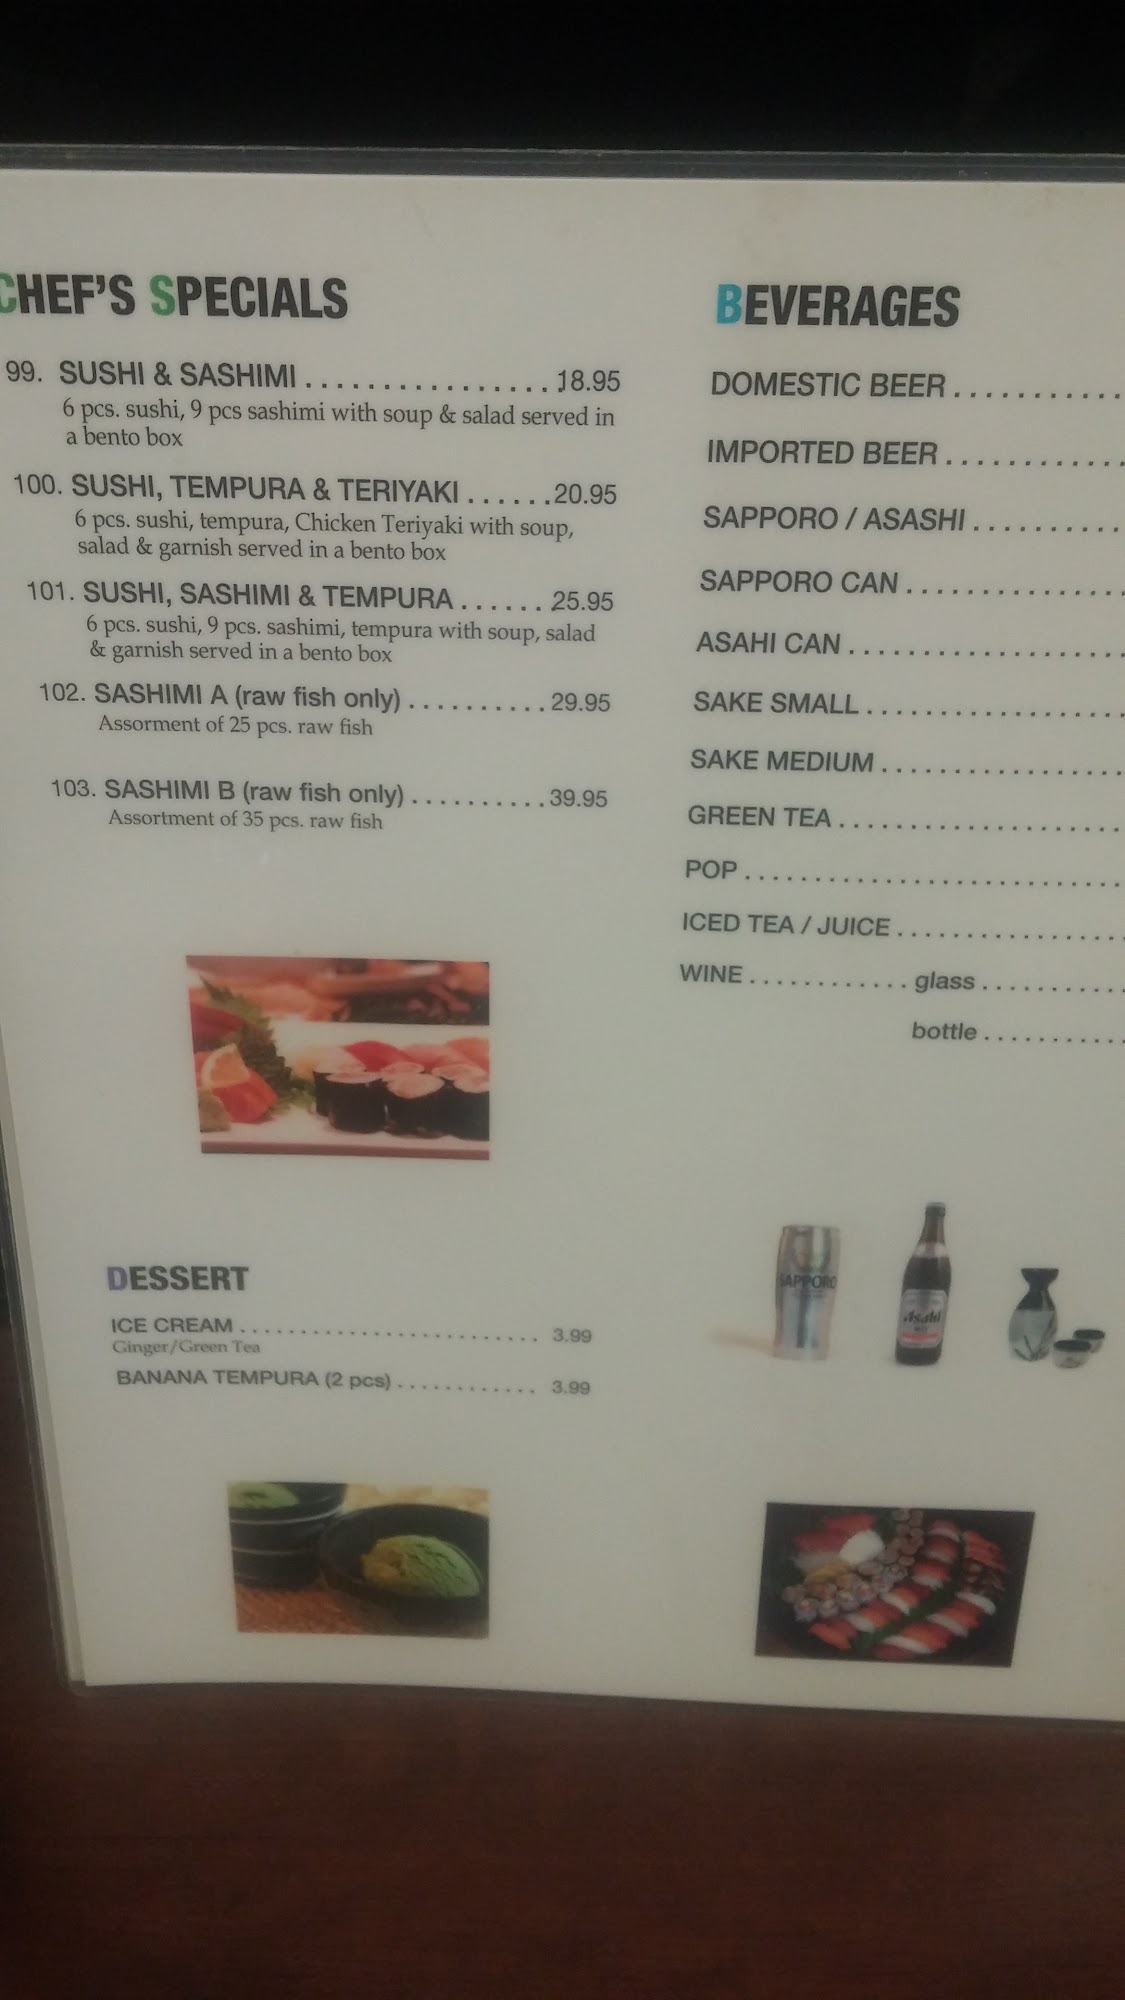 CHEF'S SPECIALS
99. SUSHI & SASHIMI ................. 18.95
6 pcs. sushi, 9 pcs sashimi with soup & salad served in
a bento box
100. SUSHI, TEMPURA & TERIYAKI ......20.95
6 pcs. sushi, tempura, Chicken Teriyaki with soup,
salad & garnish served in a bento box
101. SUSHI, SASHIMI & TEMPURA ...... 25.95
6 pcs. sushi, 9 pcs. sashimi, tempura with soup, salad
& garnish served in a bento box
102. SASHIMI A (raw fish only) .......... 29.95
Assorment of 25 pcs. raw fish
103. SASHIMI B (raw fish only) .......... 39.95
Assortment of 35 pcs. raw fish
DESSERT
ICE CREAM ............................ 3.99
Ginger/Green Tea
BANANA TEMPURA (2 pcs) ............ 3.99
BEVERAGES
DOMESTIC BEER ...........
IMPORTED BEER ............
SAPPORO / ASASHI ..........
SAPPORO CAN ...............
ASAHI CAN ...................
SAKE SMALL .................
SAKE MEDIUM ................
GREEN TEA ...................
POP ...........................
ICED TEA / JUICE ...............
WINE ............ glass ..........
bottle ..........
SAPPORO
Asahi